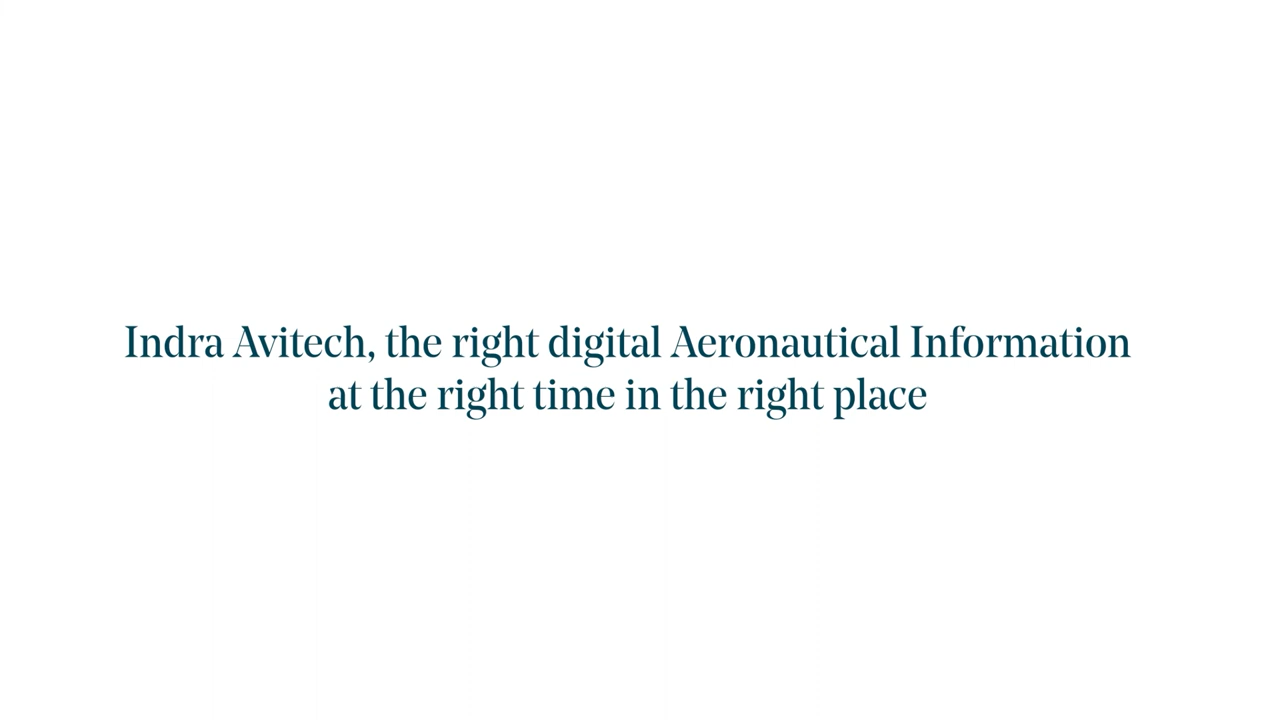 Indra Avitech, the right digital Aeronautical Information
at the right time in the right place